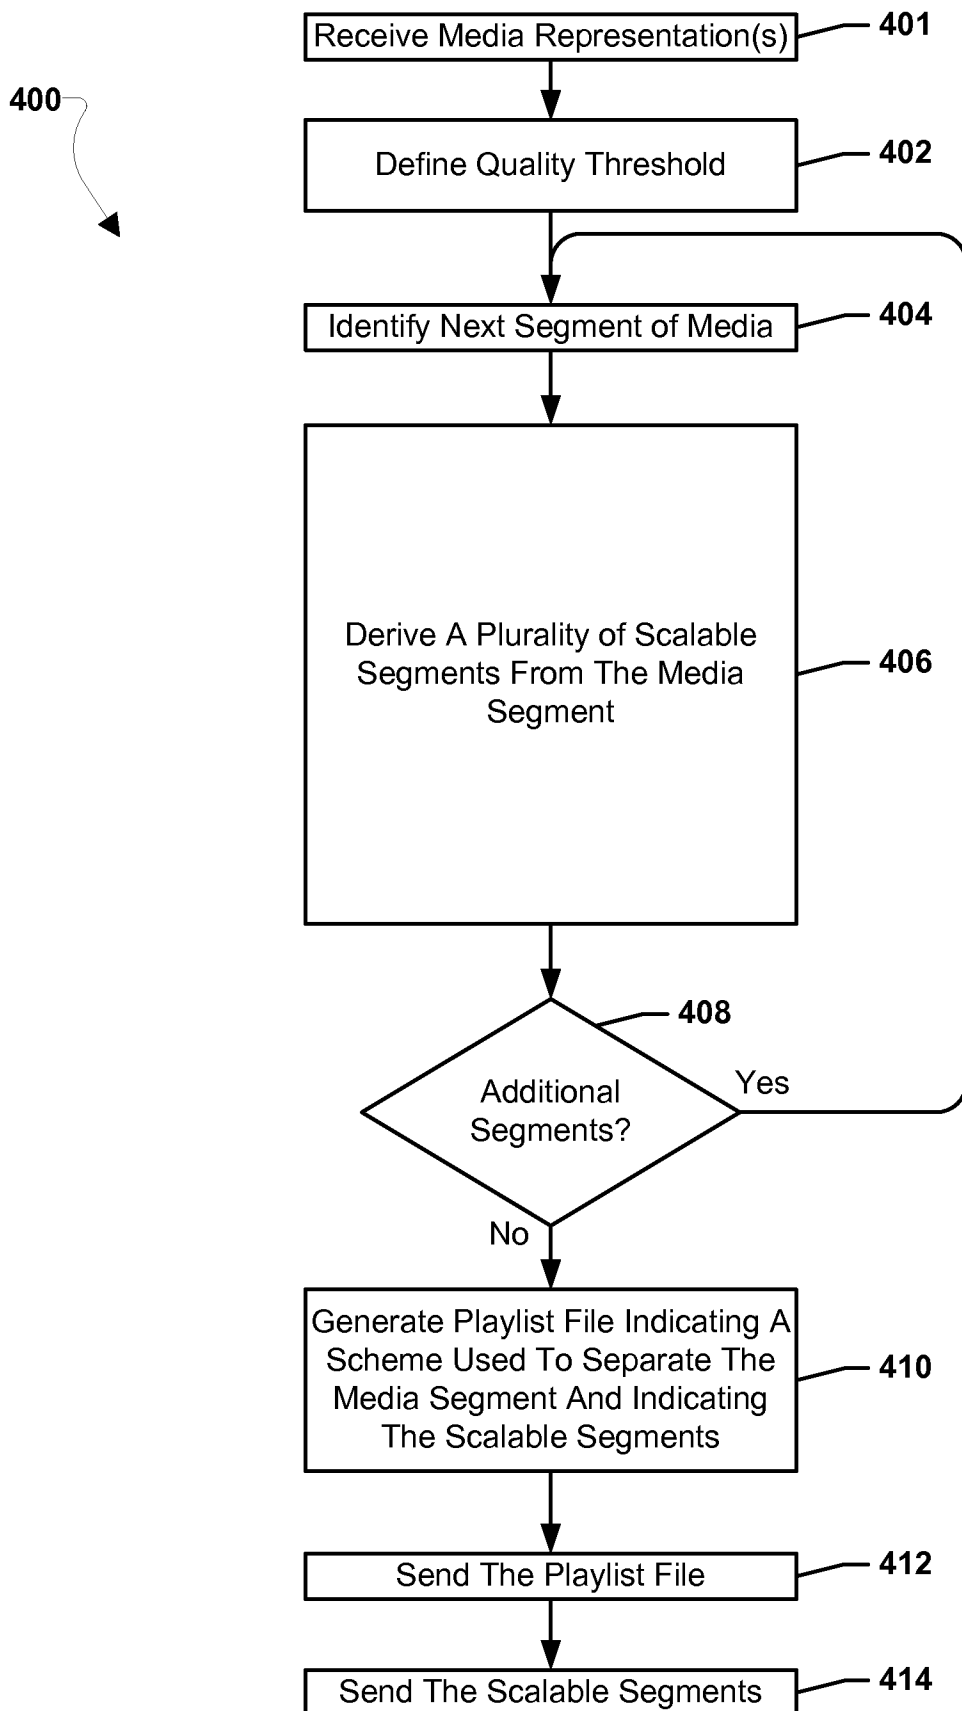 Receive Media Representation(s)
401
400
Define Quality Threshold
402
Identify Next Segment of Media
404
Derive A Plurality of Scalable
Segments From The Media
Segment
406
408
Additional
Segments?
Yes
No
Generate Playlist File Indicating A
Scheme Used To Separate The
Media Segment And Indicating
The Scalable Segments
410
Send The Playlist File
412
Send The Scalable Segments
414